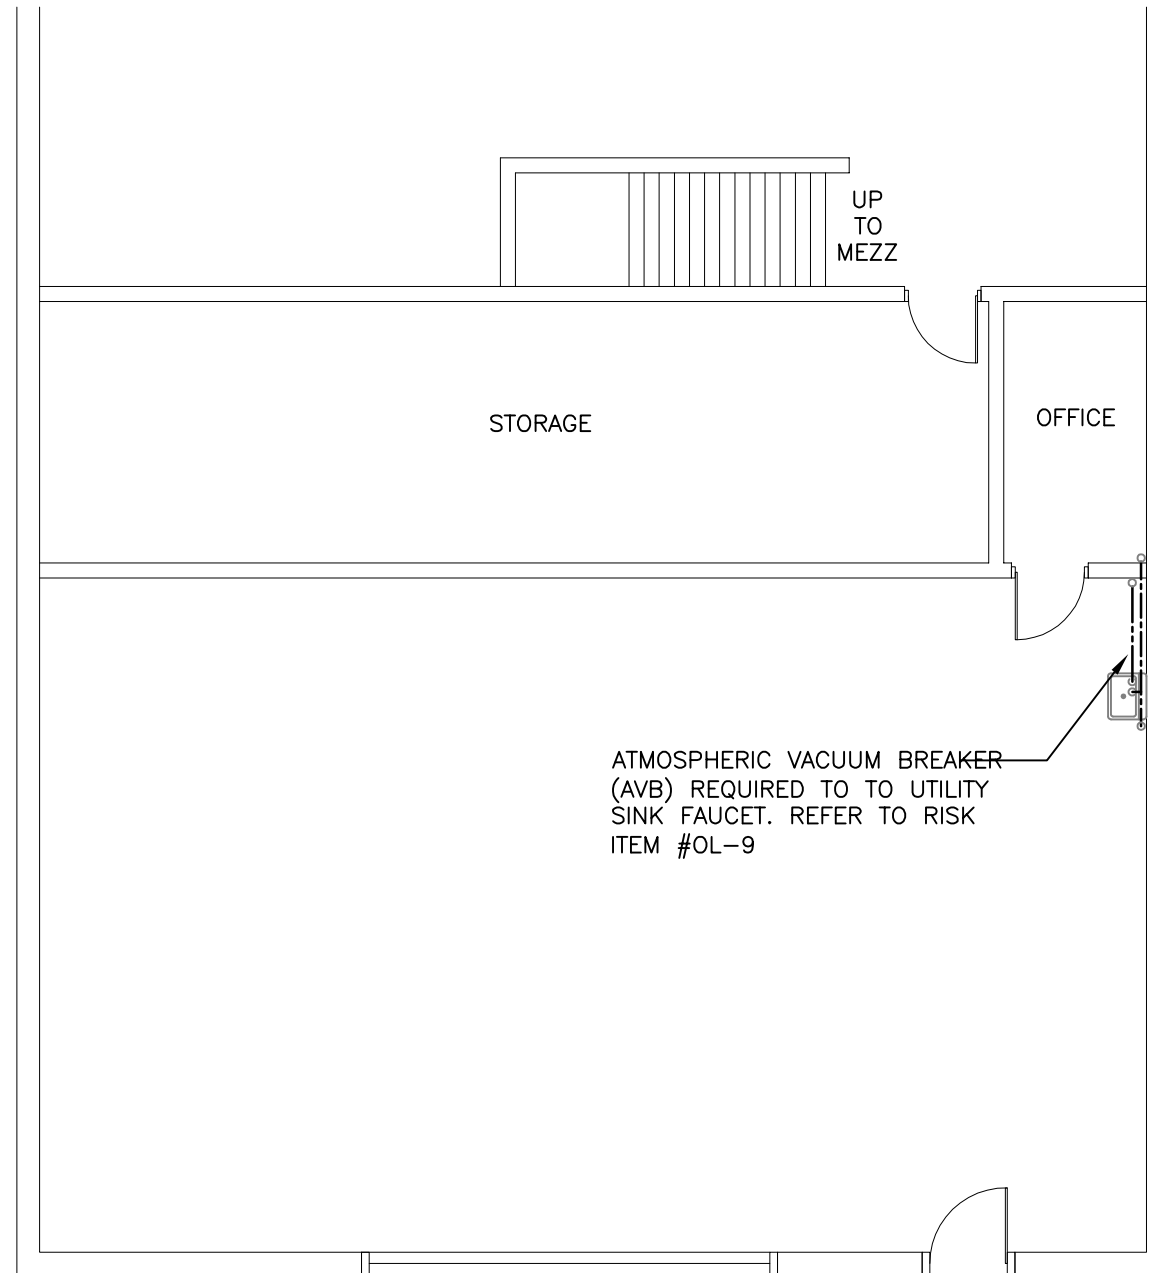 UP
TO
MEZZ
STORAGE
OFFICE
ATMOSPHERIC VACUUM BREAKER
(AVB) REQUIRED TO TO UTILITY
SINK FAUCET. REFER TO RISK
ITEM #OL-9